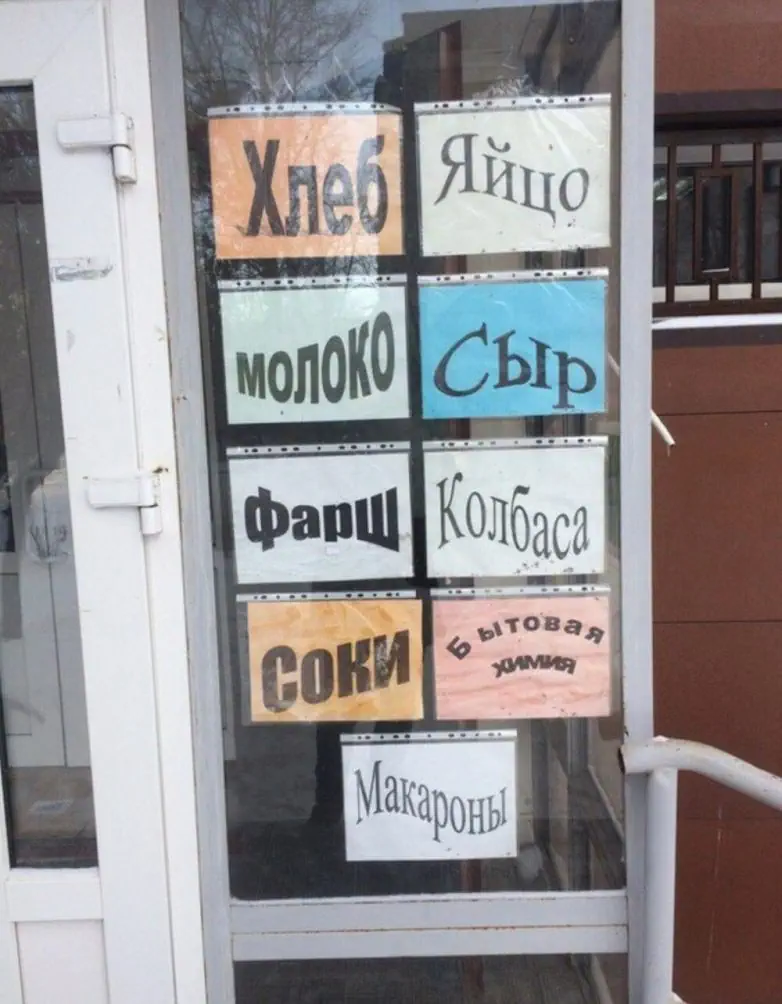 Хлеб
Яйцо
молоко
Сыр
Фарш
Колбаса
Соки
Бытовая
химия
Макароны